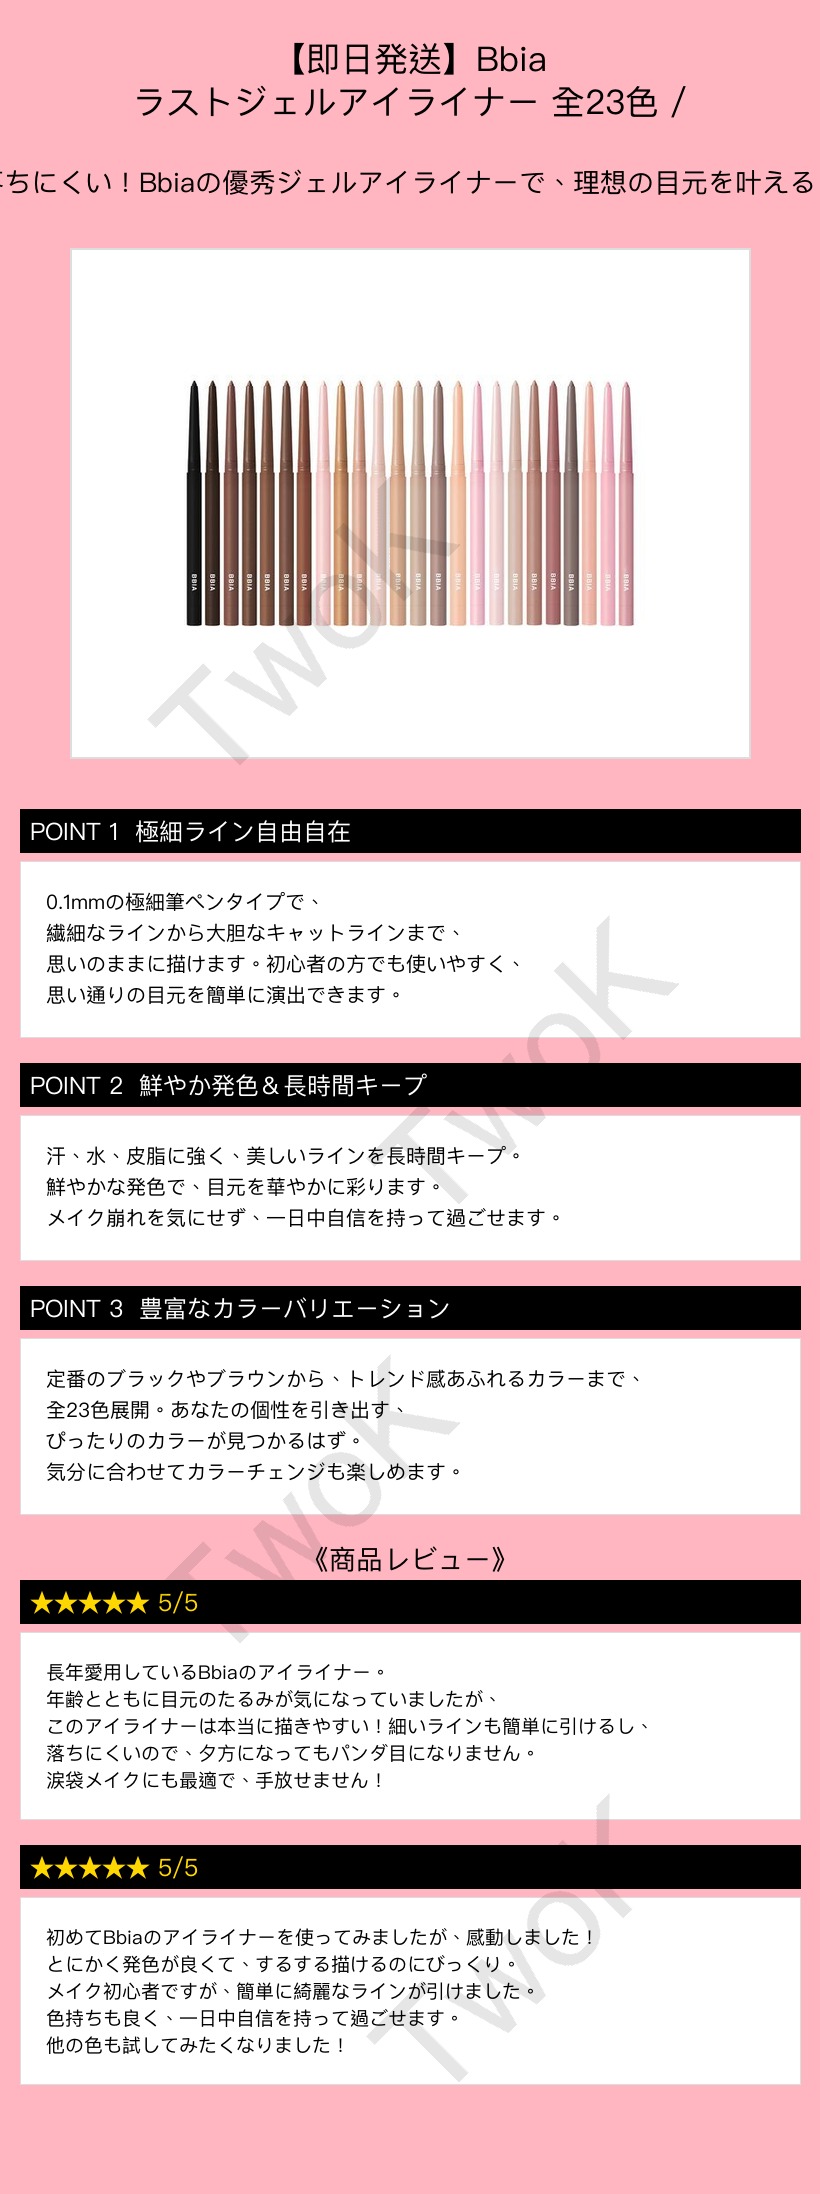 【即日発送】Bbia
ラストジェルアイライナー 全23色 /
ちにくい！Bbiaの優秀ジェルアイライナーで、理想の目元を叶える
BBIA BBIA BBIA BBIA BBIA BBIA BBIA BBIA BBIA BBIA BBIA BBIA BBIA BBIA BBIA BBIA BBIA BBIA BBIA BBIA BBIA BBIA BBIA BBIA
TwoK
POINT 1 極細ライン自由自在
0.1mmの極細筆ペンタイプで、
繊細なラインから大胆なキャットラインまで、
思いのままに描けます。初心者の方でも使いやすく、
思い通りの目元を簡単に演出できます。
TwoK
POINT 2 鮮やか発色＆長時間キープ
汗、水、皮脂に強く、美しいラインを長時間キープ。
鮮やかな発色で、目元を華やかに彩ります。
メイク崩れを気にせず、一日中自信を持って過ごせます。
POINT 3 豊富なカラーバリエーション
定番のブラックやブラウンから、トレンド感あふれるカラーまで、
全23色展開。あなたの個性を引き出す、
ぴったりのカラーが見つかるはず。
気分に合わせてカラーチェンジも楽しめます。
TwoK
《商品レビュー》
★★★★★ 5/5
長年愛用しているBbiaのアイライナー。
年齢とともに目元のたるみが気になっていましたが、
このアイライナーは本当に描きやすい！細いラインも簡単に引けるし、
落ちにくいので、夕方になってもパンダ目になりません。
涙袋メイクにも最適で、手放せません！
★★★★★ 5/5
初めてBbiaのアイライナーを使ってみましたが、感動しました！
とにかく発色が良くて、するする描けるのにびっくり。
メイク初心者ですが、簡単に綺麗なラインが引けました。
色持ちも良く、一日中自信を持って過ごせます。
他の色も試してみたくなりました！
TwoK